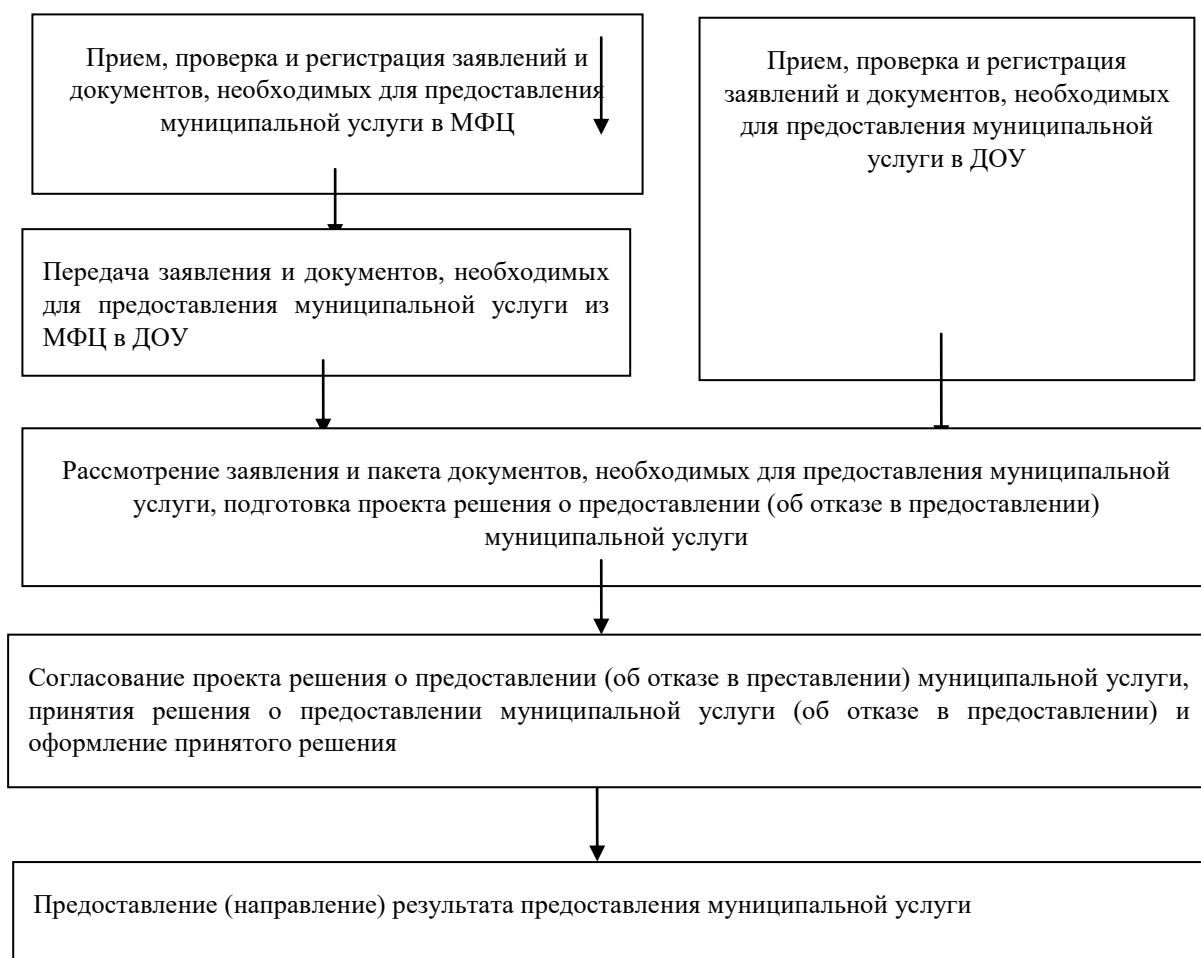 Прием, проверка и регистрация заявлений и
документов, необходимых для предоставления
муниципальной услуги в МФЦ
Прием, проверка и регистрация
заявлений и документов, необходимых
для предоставления муниципальной
услуги в ДОУ
Передача заявления и документов, необходимых
для предоставления муниципальной услуги из
МФЦ в ДОУ
Рассмотрение заявления и пакета документов, необходимых для предоставления муниципальной
услуги, подготовка проекта решения о предоставлении (об отказе в предоставлении)
муниципальной услуги
Согласование проекта решения о предоставлении (об отказе в преставлении) муниципальной услуги,
принятия решения о предоставлении муниципальной услуги (об отказе в предоставлении) и
оформление принятого решения
Предоставление (направление) результата предоставления муниципальной услуги